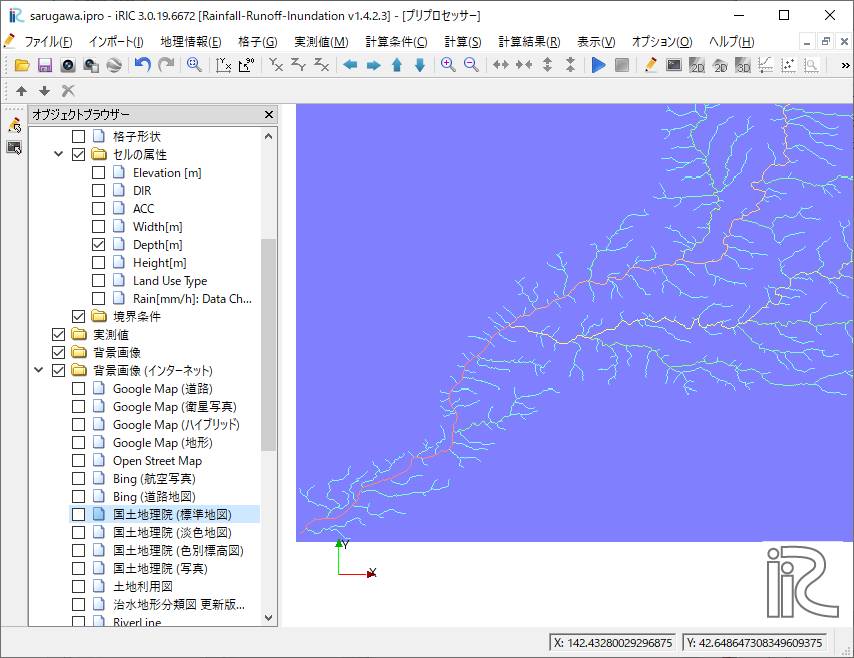 sarugawa.ipro - iRIC 3.0.19.6672 [Rainfall-Runoff-Inundation v1.4.2.3] - [プリプロセッサー]
ファイル(F) インポート(I) 地理情報(E) 格子(G) 実測値(M) 計算条件(C) 計算(S) 計算結果(R) 表示(V) オプション(O) ヘルプ(H)
オブジェクトブラウザー
格子形状
セルの属性
Elevation [m]
DIR
ACC
Width[m]
Depth[m]
Height[m]
Land Use Type
Rain[mm/h]: Data Ch...
境界条件
実測値
背景画像
背景画像 (インターネット)
Google Map (道路)
Google Map (衛星写真)
Google Map (ハイブリッド)
Google Map (地形)
Open Street Map
Bing (航空写真)
Bing (道路地図)
国土地理院 (標準地図)
国土地理院 (淡色地図)
国土地理院 (色別標高図)
国土地理院 (写真)
土地利用図
治水地形分類図 更新版...
RiverLine
Y
X
iRIC
X: 142.43280029296875 Y: 42.648647308349609375